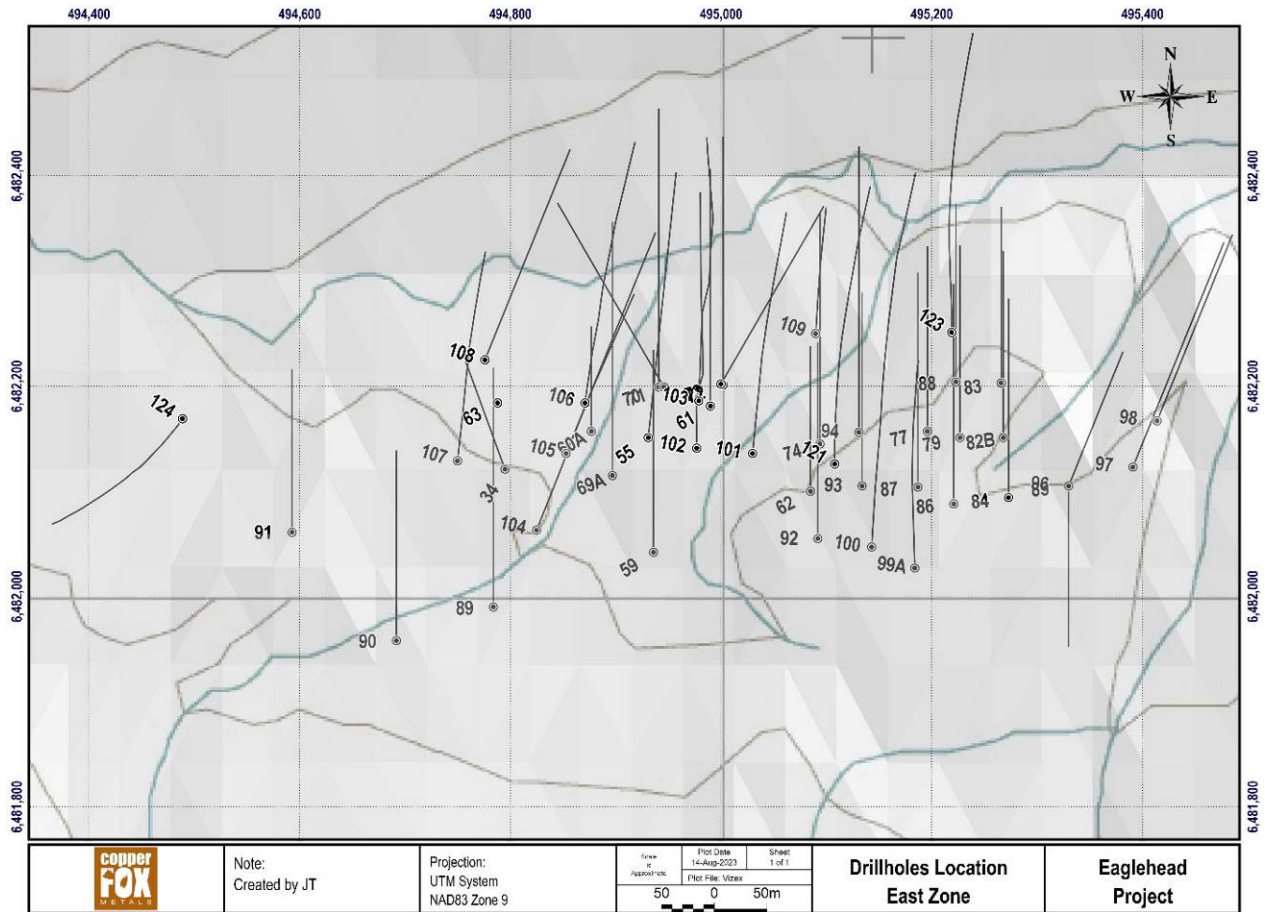 494,400 494,600 494,800 495,000 495,200 495,400
N
W E
S
6,482,400 6,482,400
6,482,200 6,482,200
6,482,000 6,482,000
6,481,800 6,481,800
123
109
108
88 83
106 103
124 63 61
105 60A 94 77 79 82B 98
55 102 101 74 121
107 34 97
69A 62 93 87 86 84 89
91 104
92 100
59 99A
89
90
copper
FOX
METALS
Note:
Created by JT
Projection:
UTM System
NAD83 Zone 9
Scale
is
Approximate
Plot Date
14-Aug-2023
Sheet
1 of 1
Plot File: Vizex
50 0 50m
Drillholes Location
East Zone
Eaglehead
Project